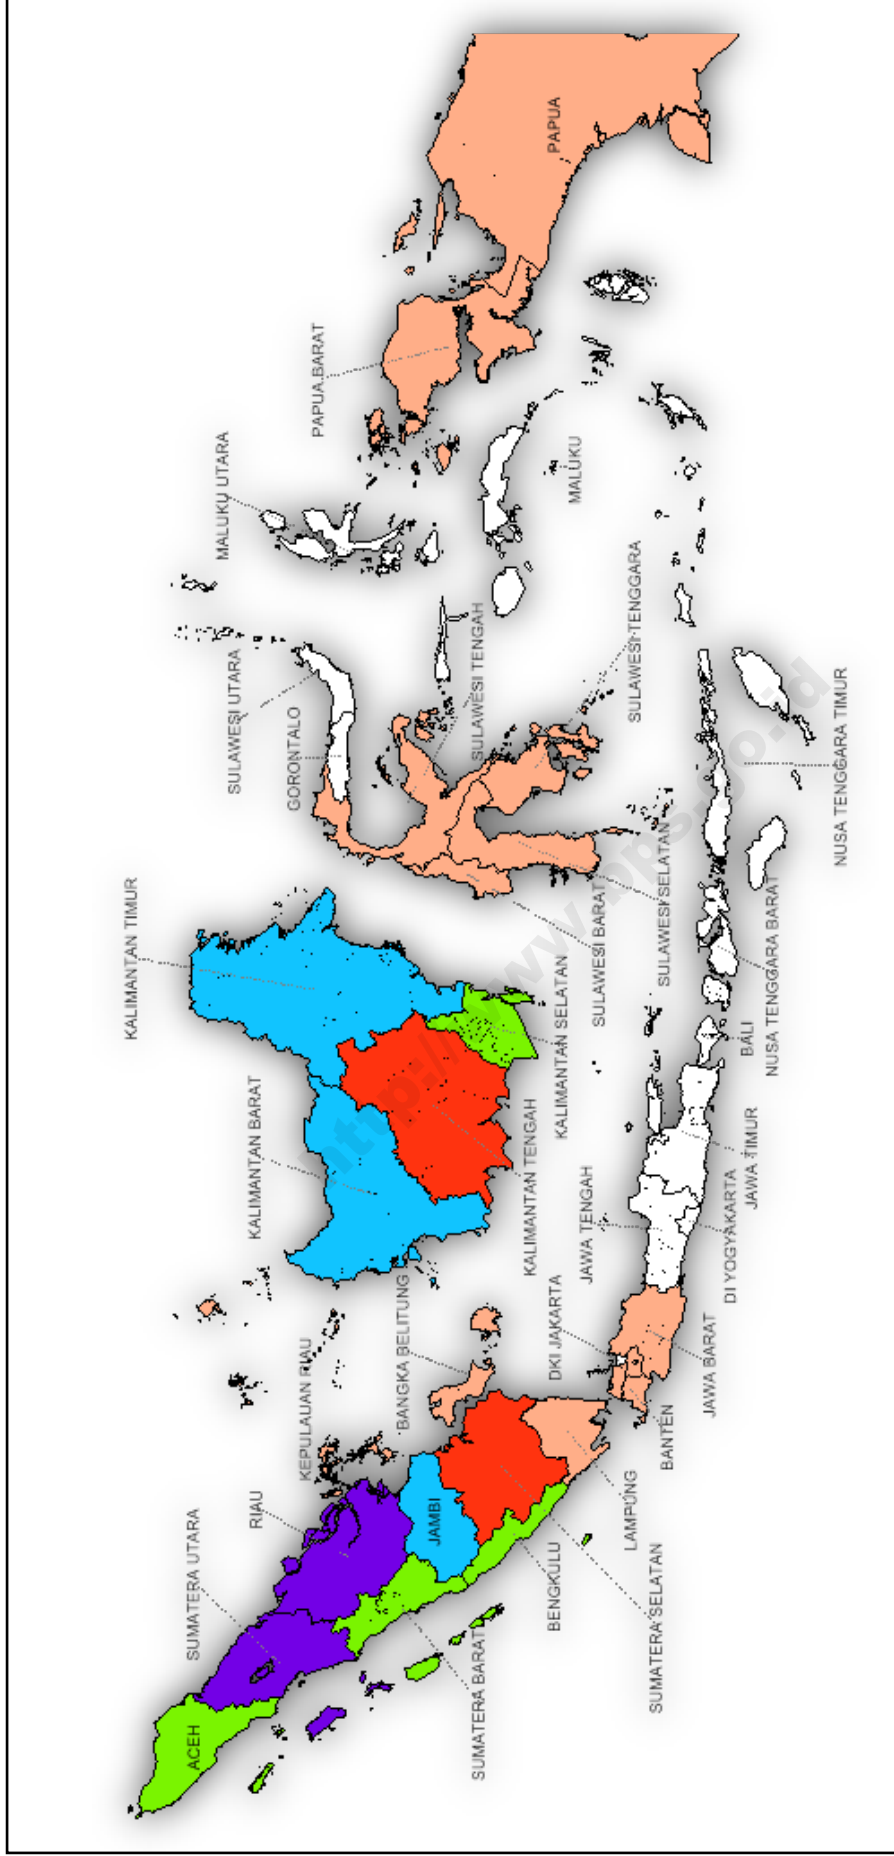 ACEH
SUMATERA UTARA
RIAU
KEPULAUAN RIAU
SUMATERA BARAT
JAMBI
BENGKULU
SUMATERA SELATAN
BANGKA BELITUNG
LAMPUNG
BANTEN
DKI JAKARTA
JAWA BARAT
JAWA TENGAH
DI YOGYAKARTA
JAWA TIMUR
BALI
NUSA TENGGARA BARAT
NUSA TENGGARA TIMUR
KALIMANTAN BARAT
KALIMANTAN TENGAH
KALIMANTAN SELATAN
KALIMANTAN TIMUR
SULAWESI BARAT
SULAWESI SELATAN
SULAWESI TENGGARA
SULAWESI TENGAH
GORONTALO
SULAWESI UTARA
MALUKU UTARA
MALUKU
PAPUA BARAT
PAPUA
http://www.bps.go.id